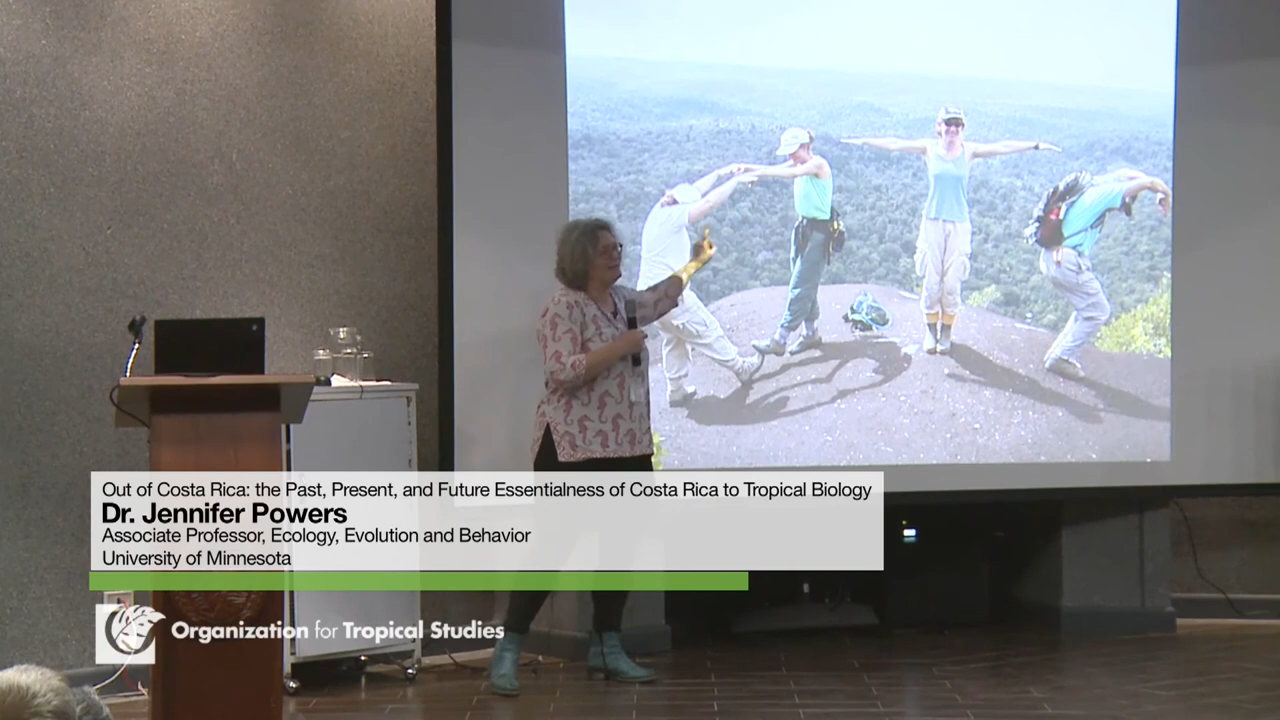 Out of Costa Rica: the Past, Present, and Future Essentialness of Costa Rica to Tropical Biology
Dr. Jennifer Powers
Associate Professor, Ecology, Evolution and Behavior
University of Minnesota
Organization for Tropical Studies